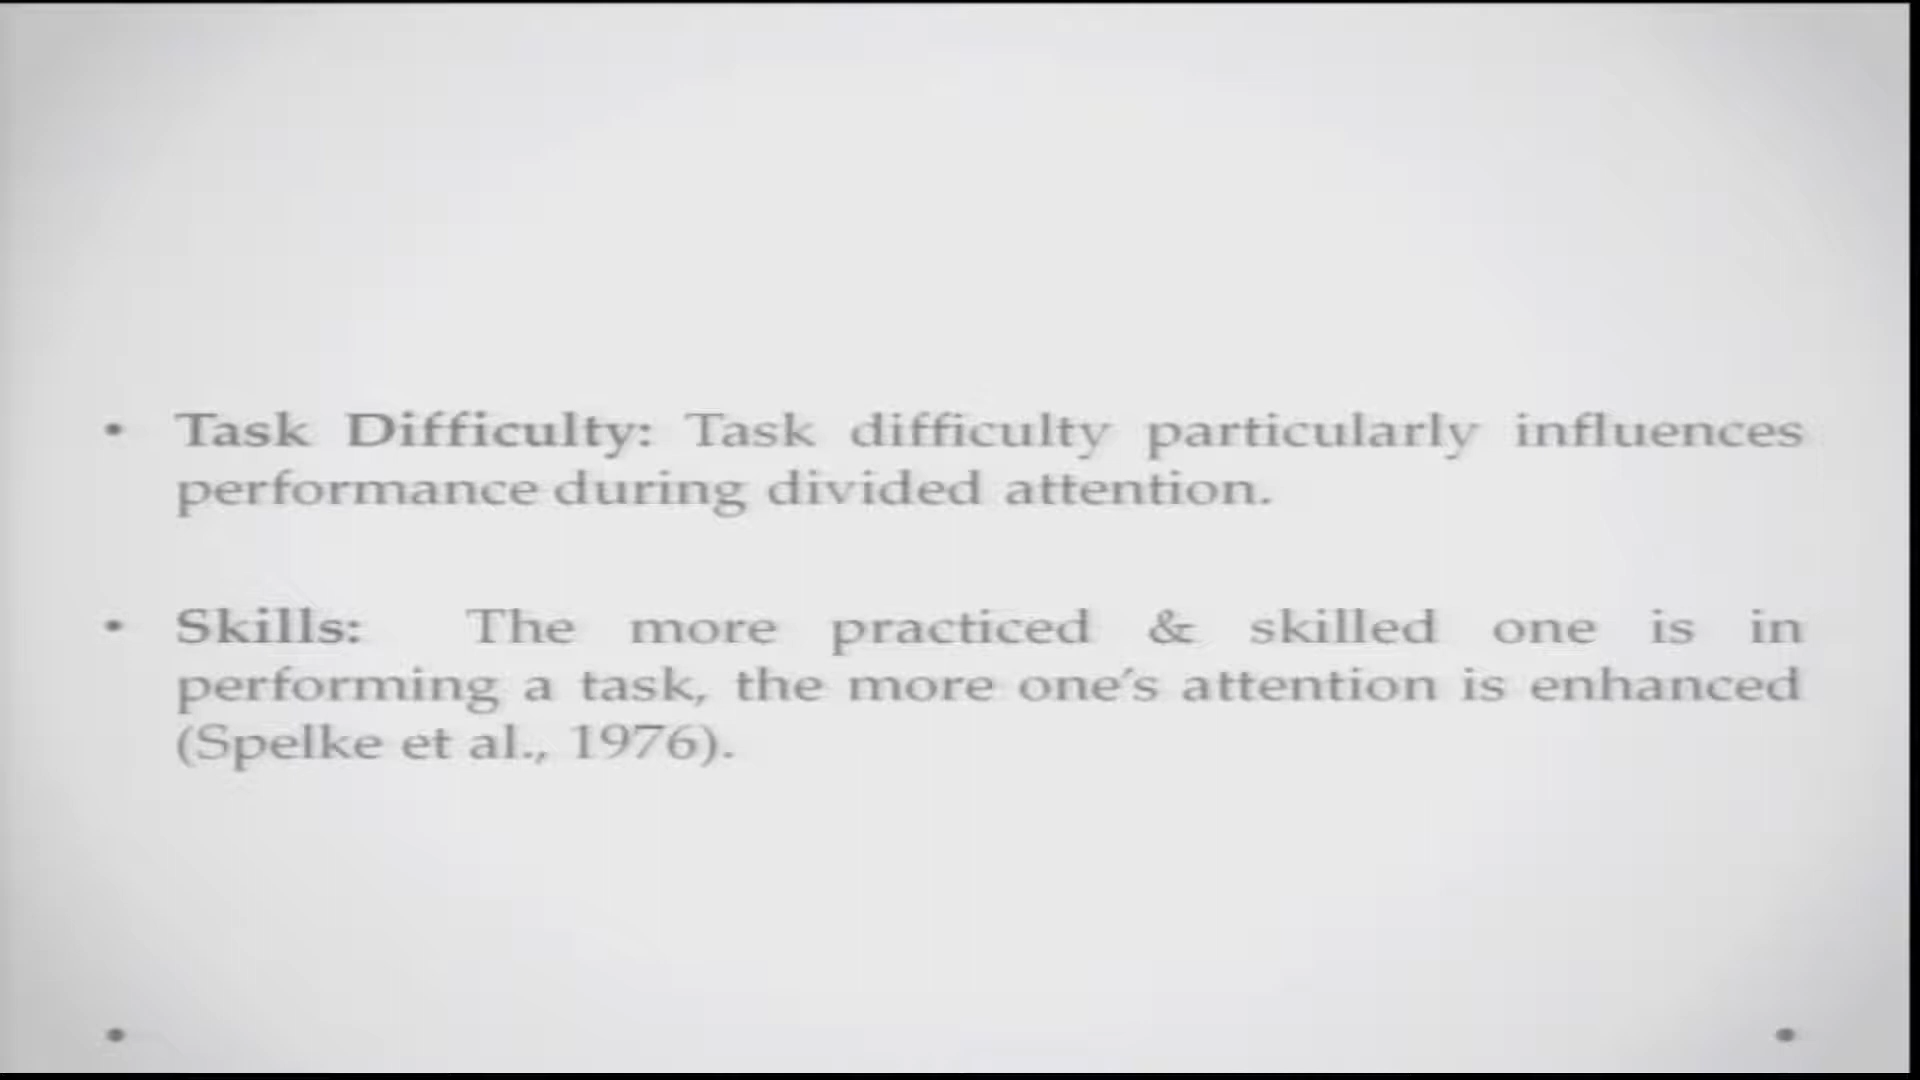 • Task Difficulty: Task difficulty particularly influences
performance during divided attention.
• Skills: The more practiced & skilled one is in
performing a task, the more one's attention is enhanced
(Spelke et al., 1976).